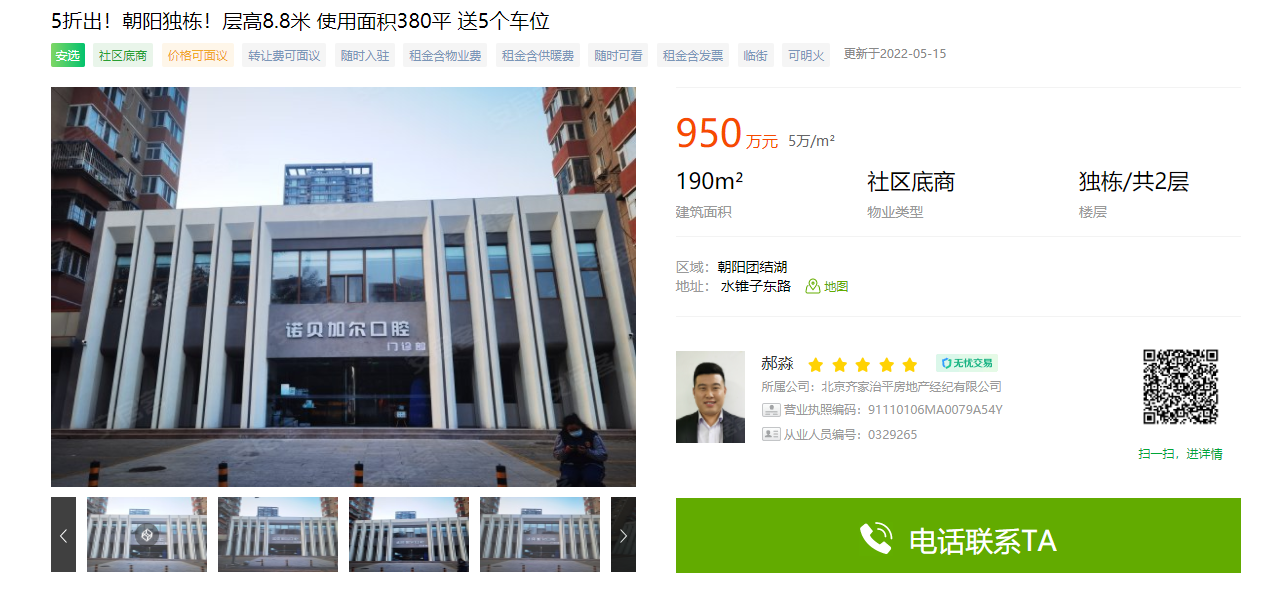 5折出！朝阳独栋！层高8.8米 使用面积380平 送5个车位
安选 社区底商 价格可面议 转让费可面议 随时入驻 租金含物业费 租金含供暖费 随时可看 租金含发票 临街 可明火 更新于2022-05-15
950万元 5万/m²
190m² 社区底商 独栋/共2层
建筑面积 物业类型 楼层
区域：朝阳团结湖
地址：水锥子东路 地图
诺贝加尔口腔
门诊部
郝淼 无忧交易
所属公司：北京齐家治平房地产经纪有限公司
营业执照编码：91110106MA0079A54Y
从业人员编号：0329265
扫一扫，进详情
电话联系TA